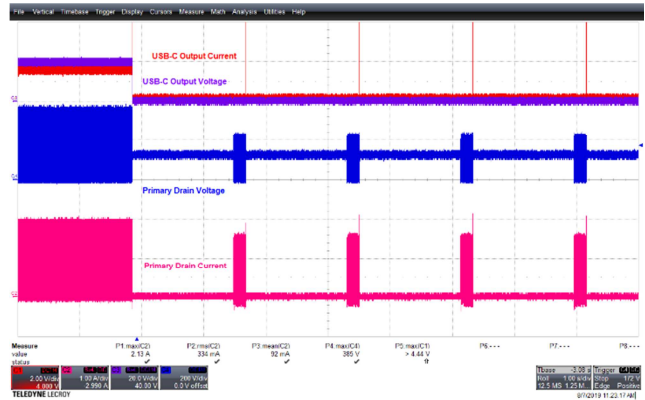 File Vertical Timebase Trigger Display Cursors Measure Math Analysis Utilities Help
USB-C Output Current
USB-C Output Voltage
Primary Drain Voltage
Primary Drain Current
Measure P1:max(C2) P2:rms(C2) P3:mean(C2) P4:max(C4) P5:max(C1) P6:--- P7:--- P8:---
value 2.13 A 334 mA 92 mA 385 V > 4.44 V
status
2.00 V/div 1.00 A/div 20.0 V/div 200 V/div Tbase -3.08 s Trigger
4.000 V 2.990 A 40.00 V 0.0 V offset Roll 1.00 s/div Stop 172 V
12.5 MS 1.25 M Edge Positive
TELEDYNE LECROY 8/7/2019 11:23:17 AM